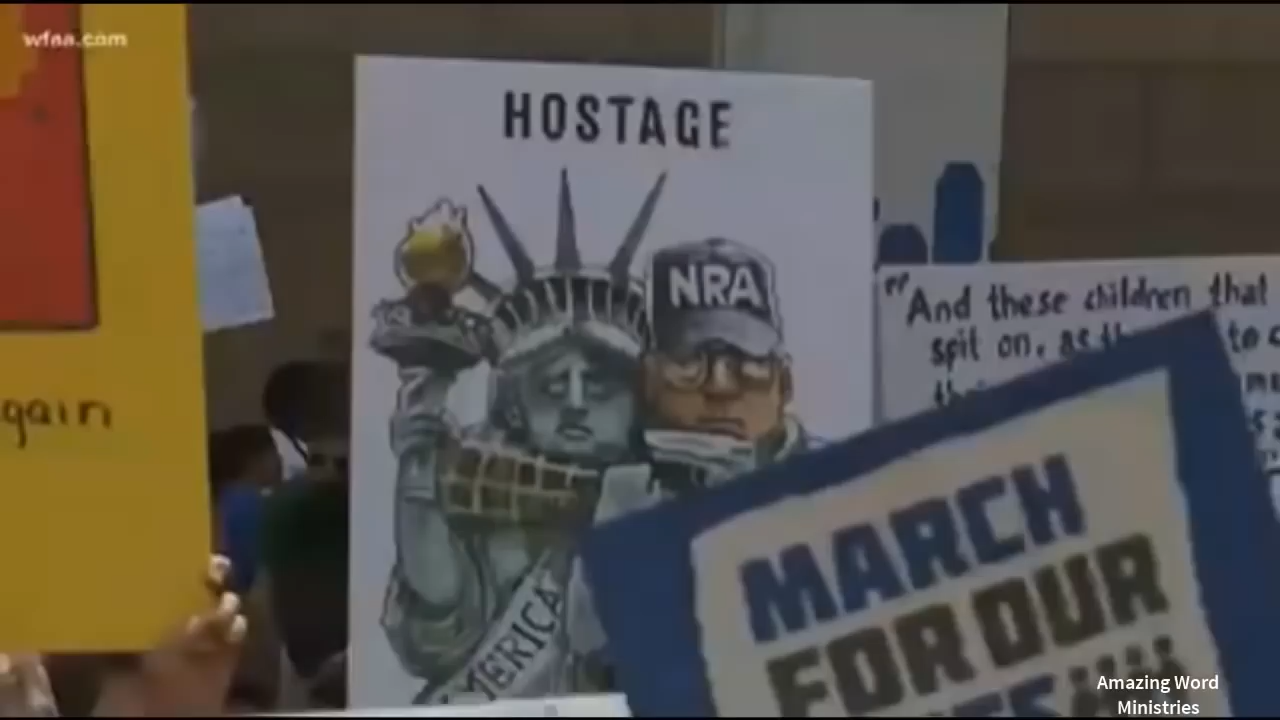 wfaa.com
HOSTAGE
NRA
"And these children that
spit on, as to
gain
MARCH
FOR OUR
AMERICA
Amazing Word
Ministries